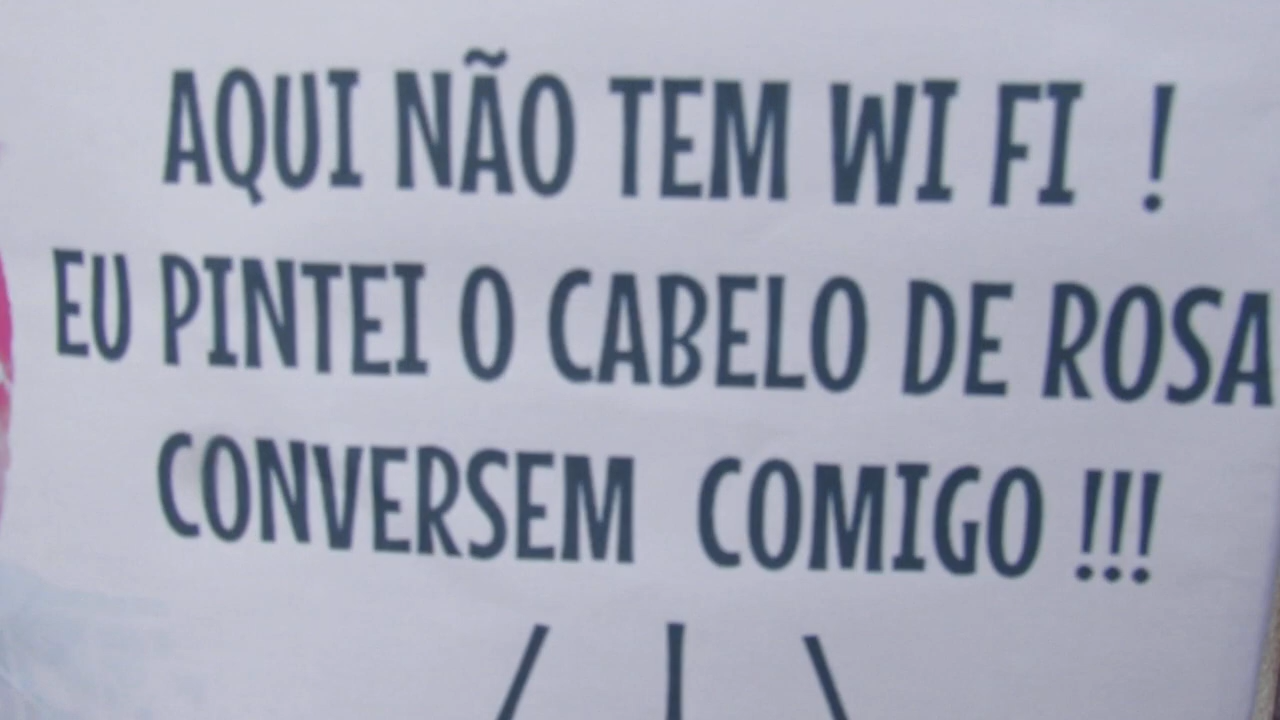 AQUI NÃO TEM WI FI !
EU PINTEI O CABELO DE ROSA
CONVERSEM COMIGO !!!